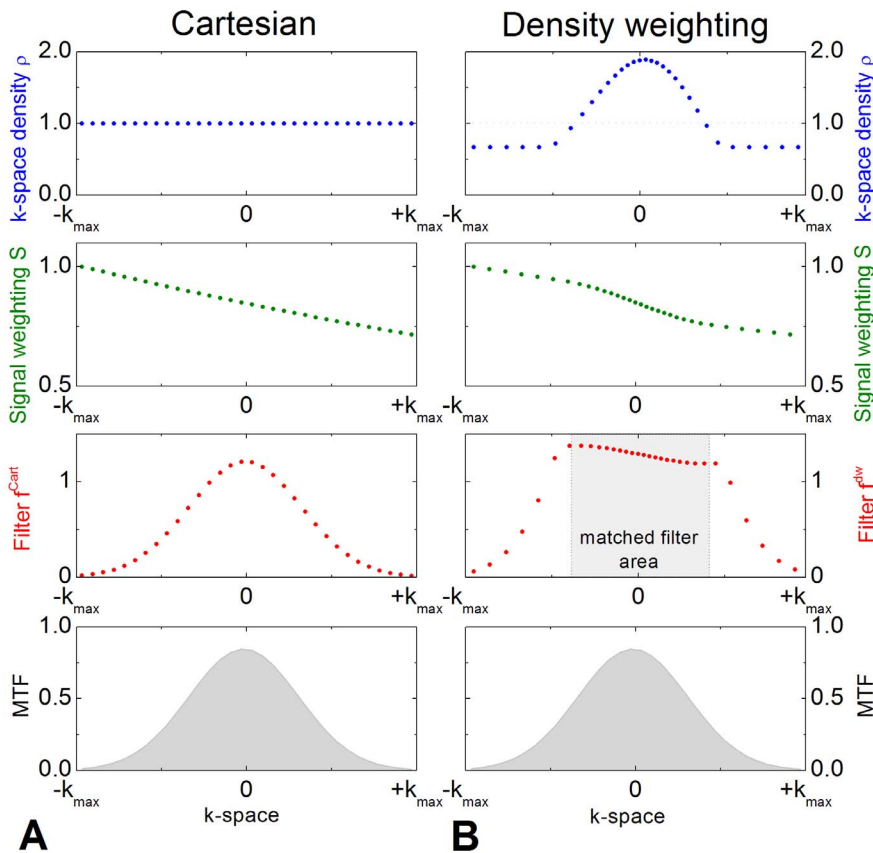 Cartesian
Density weighting
k-space density ρ
2.0
1.0
0.0
-kmax
0
+kmax
2.0
1.0
0.0
-kmax
0
+kmax
k-space density ρ
Signal weighting S
1.0
0.5
-kmax
0
+kmax
1.0
0.5
-kmax
0
+kmax
Signal weighting S
Filter fCart
1
0
-kmax
0
+kmax
matched filter
area
1
0
-kmax
0
+kmax
Filter fdw
MTF
1.0
0.5
0.0
-kmax
0
+kmax
k-space
1.0
0.5
0.0
-kmax
0
+kmax
k-space
MTF
A
B